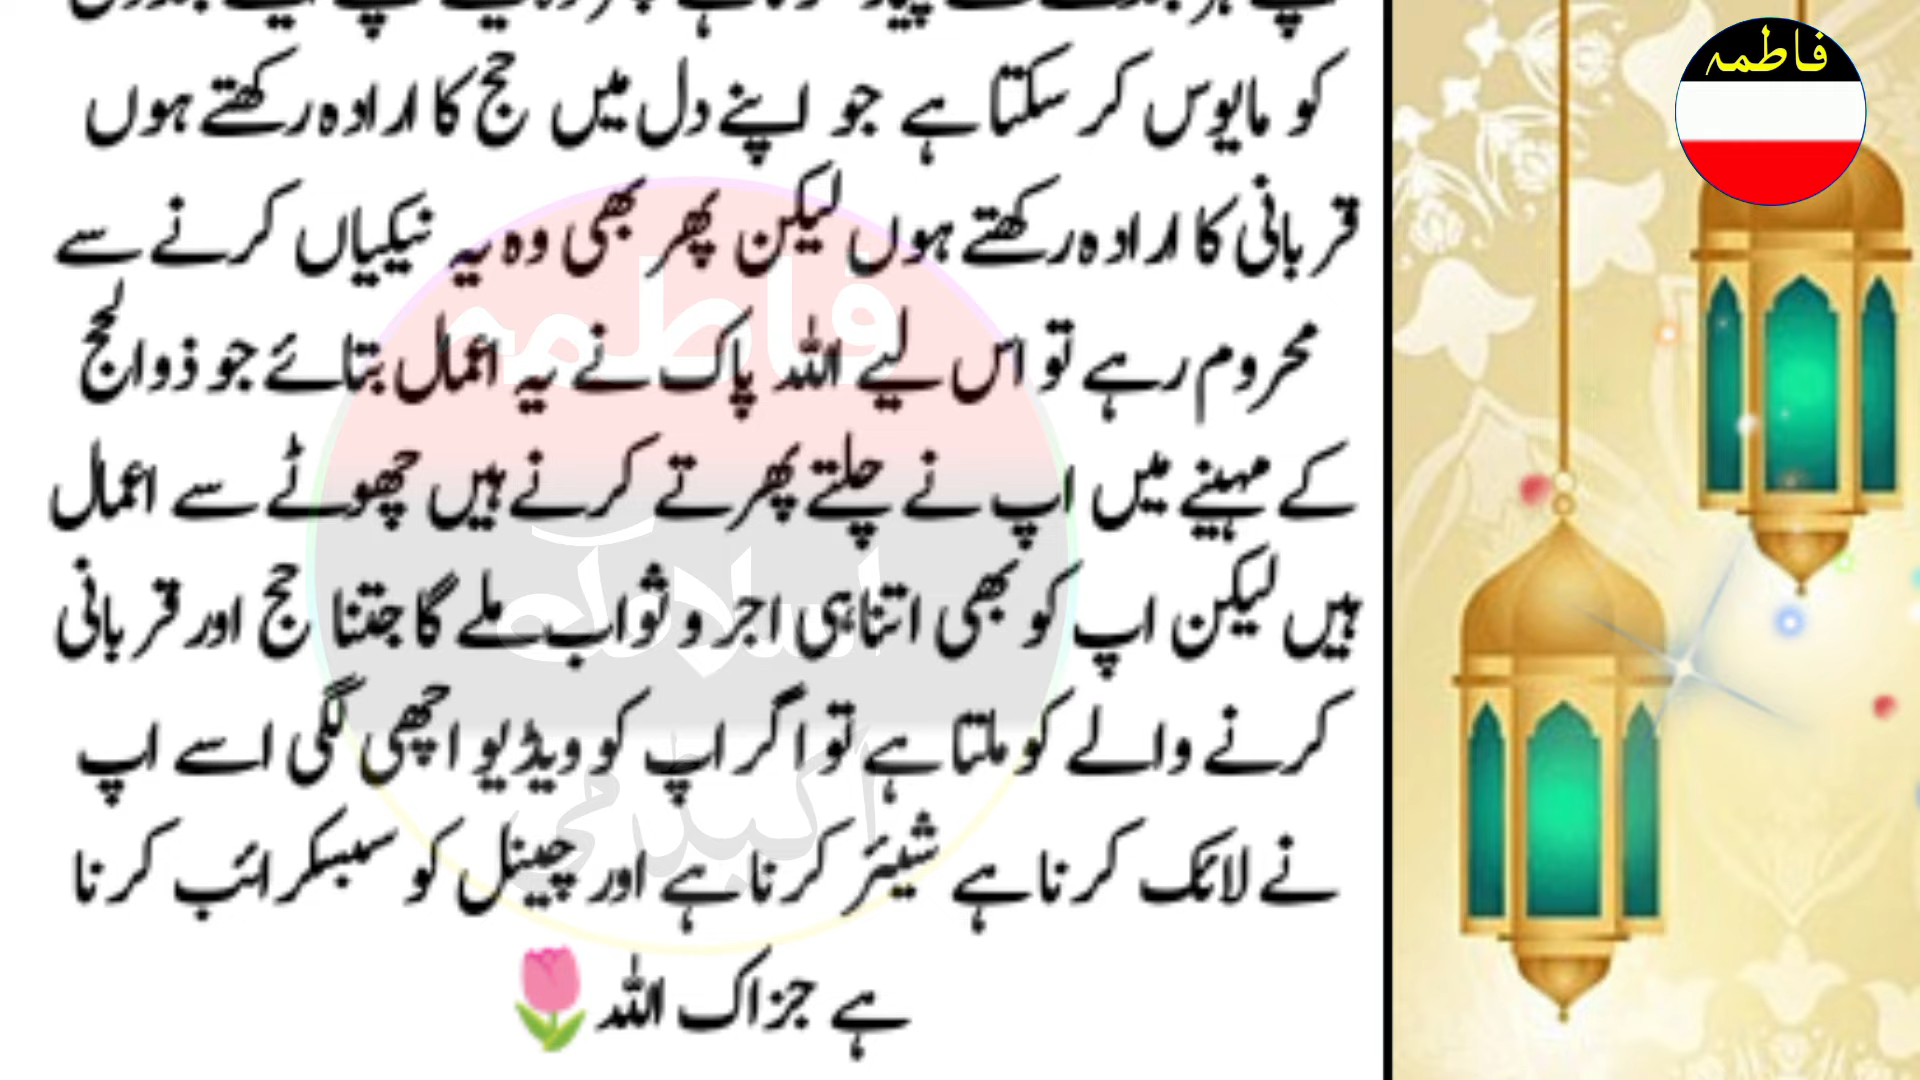 کو مایوس کر سکتا ہے جو اپنے دل میں حج کا ارادہ رکھتے ہوں
قربانی کا ارادہ رکھتے ہوں لیکن پھر بھی وہ یہ نیکیاں کرنے سے
محروم رہے تو اس لیے اللہ پاک نے یہ اعمال بتائے جو ذوالحج
کے مہینے میں اپ نے چلتے پھرتے کرنے ہیں چھوٹے سے اعمال
ہیں لیکن اپ کو بھی اتنا ہی اجر و ثواب ملے گا جتنا حج اور قربانی
کرنے والے کو ملتا ہے تو اگر اپ کو ویڈیو اچھی لگی اسے اپ
نے لائک کرنا ہے شیئر کرنا ہے اور چینل کو سبسکرائب کرنا
ہے جزاک اللہ🌷
فاطمہ
فاطمہ
اسلامک
اکیڈمی